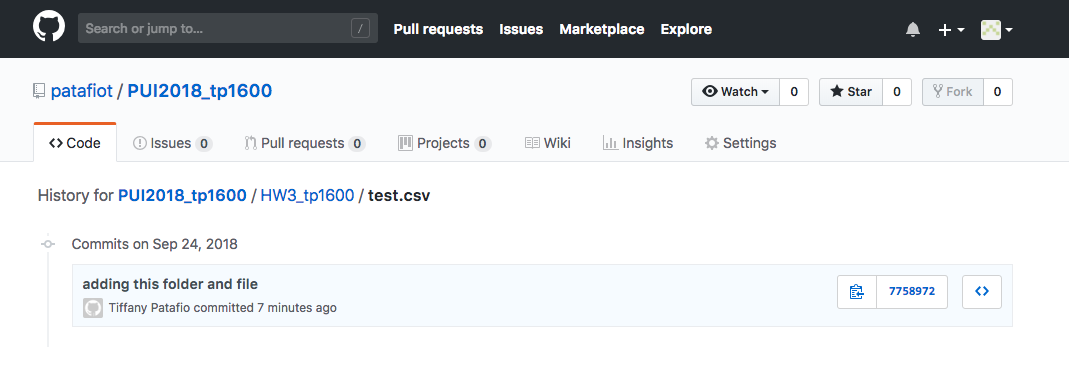 Search or jump to... / Pull requests Issues Marketplace Explore
patafiot / PUI2018_tp1600 Watch 0 Star 0 Fork 0
Code Issues 0 Pull requests 0 Projects 0 Wiki Insights Settings
History for PUI2018_tp1600 / HW3_tp1600 / test.csv
Commits on Sep 24, 2018
adding this folder and file
7758972
Tiffany Patafio committed 7 minutes ago